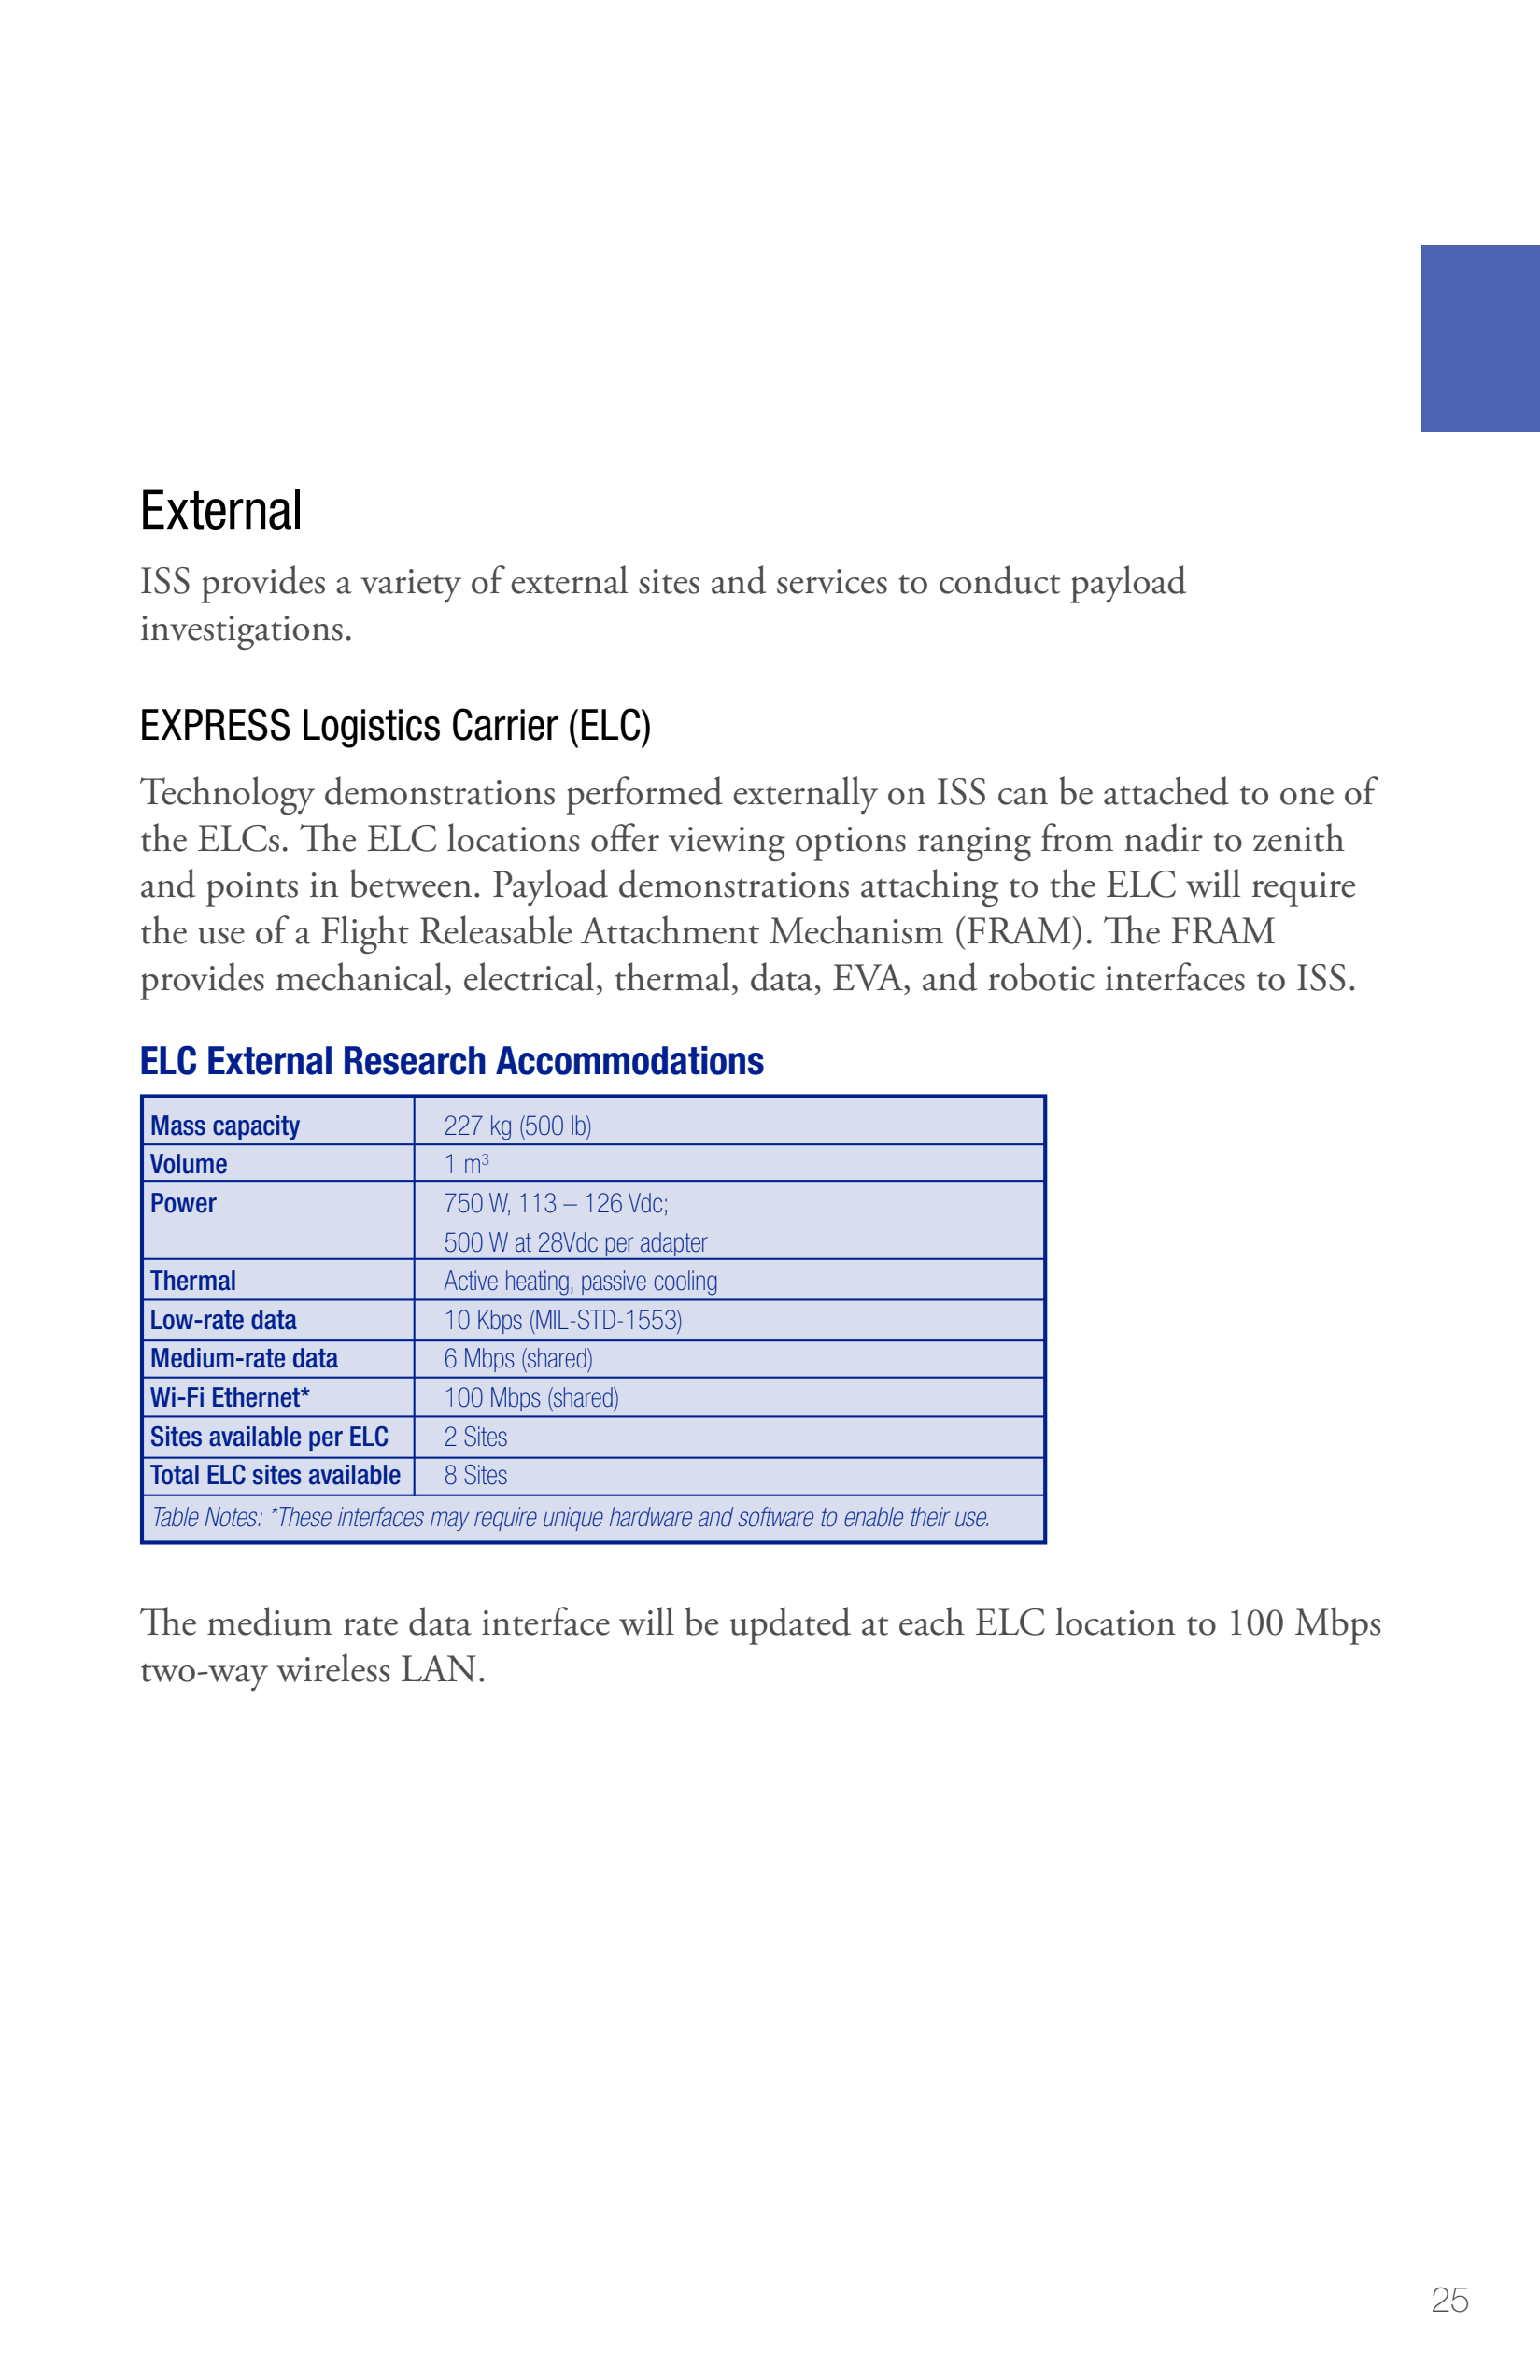 External
ISS provides a variety of external sites and services to conduct payload
investigations.
EXPRESS Logistics Carrier (ELC)
Technology demonstrations performed externally on ISS can be attached to one of
the ELCs. The ELC locations offer viewing options ranging from nadir to zenith
and points in between. Payload demonstrations attaching to the ELC will require
the use of a Flight Releasable Attachment Mechanism (FRAM). The FRAM
provides mechanical, electrical, thermal, data, EVA, and robotic interfaces to ISS.
ELC External Research Accommodations
Mass capacity 227 kg (500 lb)
Volume 1 m³
Power 750 W, 113 – 126 Vdc;
500 W at 28Vdc per adapter
Thermal Active heating, passive cooling
Low-rate data 10 Kbps (MIL-STD-1553)
Medium-rate data 6 Mbps (shared)
Wi-Fi Ethernet* 100 Mbps (shared)
Sites available per ELC 2 Sites
Total ELC sites available 8 Sites
Table Notes: *These interfaces may require unique hardware and software to enable their use.
The medium rate data interface will be updated at each ELC location to 100 Mbps
two-way wireless LAN.
25